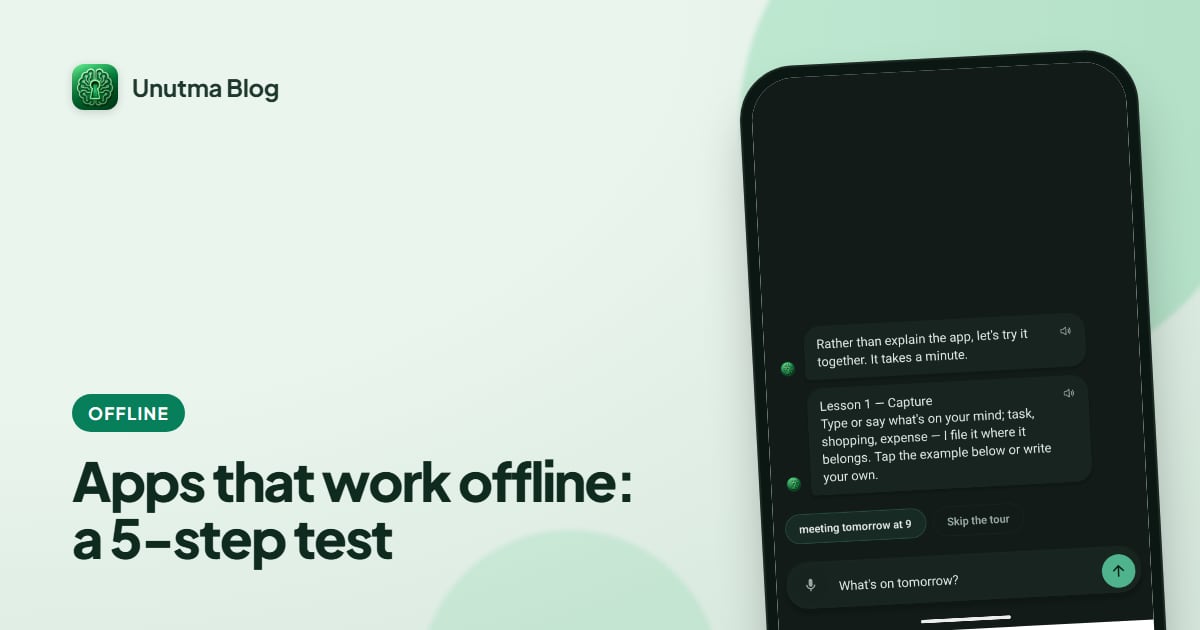 Unutma Blog
OFFLINE
Apps that work offline:
a 5-step test
Rather than explain the app, let's try it
together. It takes a minute.
Lesson 1 — Capture
Type or say what's on your mind; task,
shopping, expense — I file it where it
belongs. Tap the example below or write
your own.
meeting tomorrow at 9
Skip the tour
What's on tomorrow?